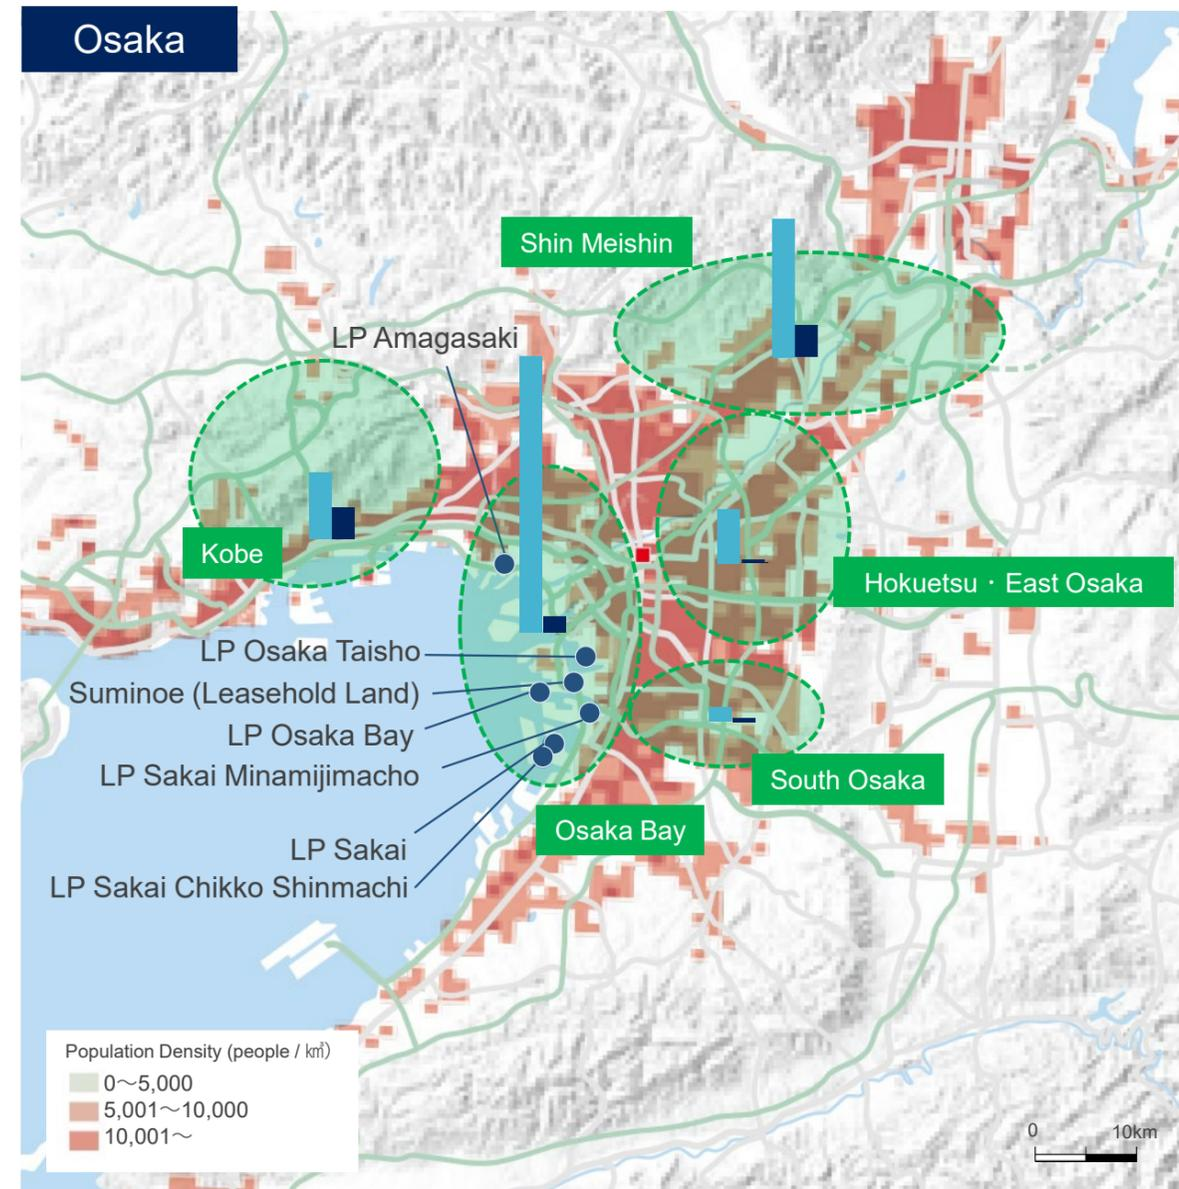 Osaka
Shin Meishin
LP Amagasaki
Kobe
Hokuetsu・East Osaka
LP Osaka Taisho
Suminoe (Leasehold Land)
LP Osaka Bay
LP Sakai Minamijimacho
South Osaka
Osaka Bay
LP Sakai
LP Sakai Chikko Shinmachi
Population Density (people / ㎢)
0～5,000
5,001～10,000
10,001～
0 10km